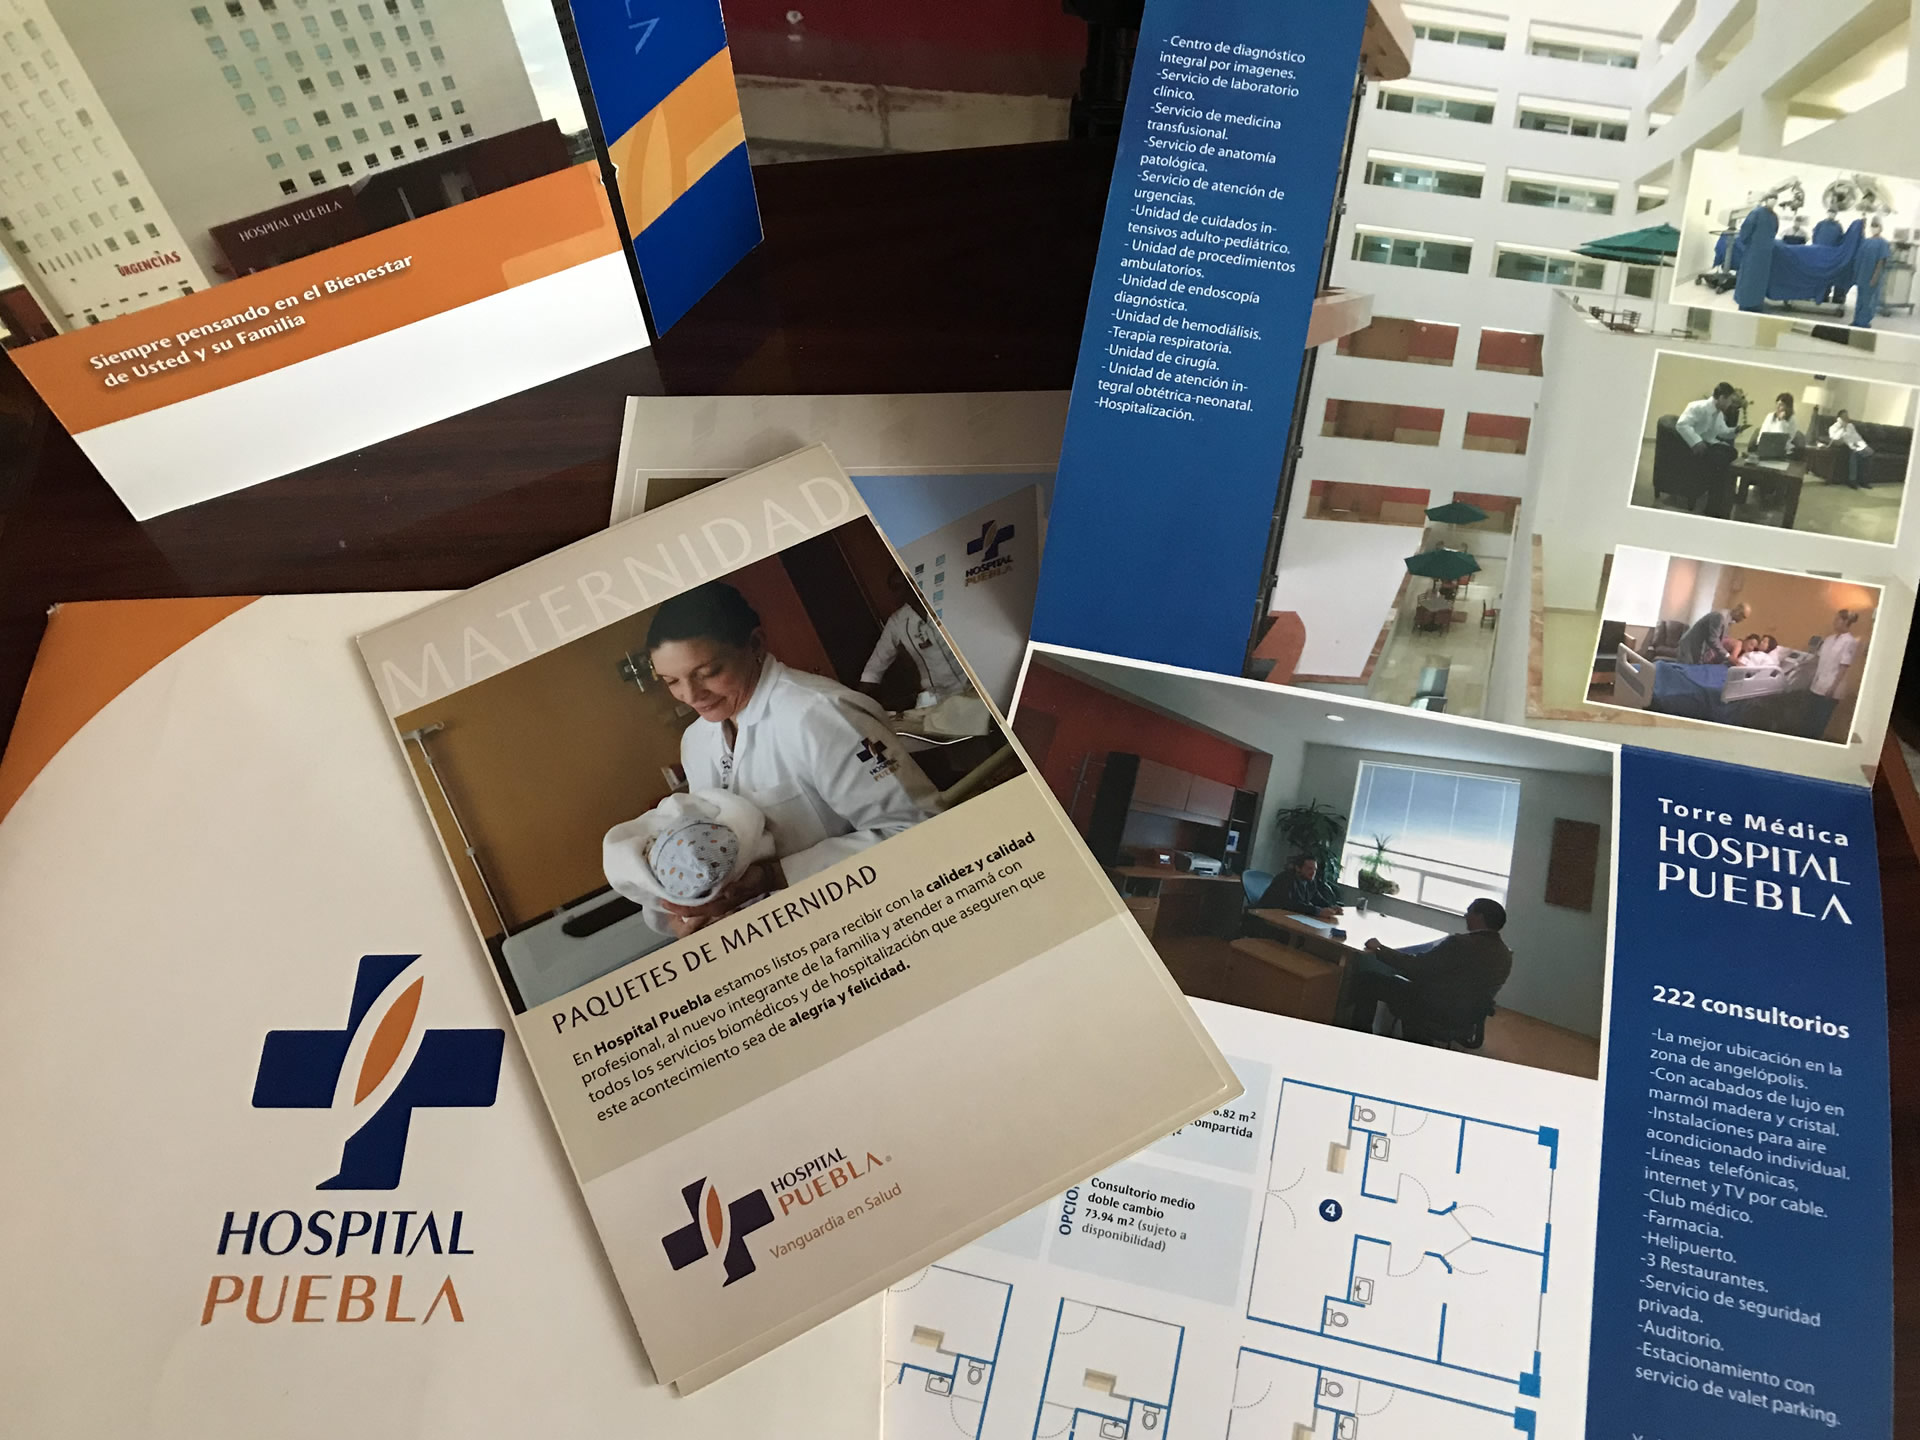 LA
HOSPITAL PUEBLA
URGENCIAS
Siempre pensando en el Bienestar
de Usted y su Familia
- Centro de diagnóstico
integral por imagenes.
-Servicio de laboratorio
clínico.
-Servicio de medicina
transfusional.
-Servicio de anatomía
patológica.
-Servicio de atención de
urgencias.
-Unidad de cuidados in-
tensivos adulto-pediátrico.
- Unidad de procedimientos
ambulatorios.
-Unidad de endoscopía
diagnóstica.
-Unidad de hemodiálisis.
-Terapia respiratoria.
-Unidad de cirugía.
- Unidad de atención in-
tegral obtétrica-neonatal.
-Hospitalización.
HOSPITAL
PUEBLA
MATERNIDAD
HOSPITAL
PUEBLA
PAQUETES DE MATERNIDAD
En Hospital Puebla estamos listos para recibir con la calidez y calidad
profesional, al nuevo integrante de la familia y atender a mamá con
todos los servicios biomédicos y de hospitalización que aseguren que
este acontecimiento sea de alegría y felicidad.
HOSPITAL
PUEBLA®
Vanguardia en Salud
HOSPITAL
PUEBLA
Torre Médica
HOSPITAL
PUEBLA
222 consultorios
-La mejor ubicación en la
zona de angelópolis.
-Con acabados de lujo en
marmól madera y cristal.
-Instalaciones para aire
acondicionado individual.
-Líneas telefónicas,
internet y TV por cable.
-Club médico.
-Farmacia.
-Helipuerto.
-3 Restaurantes.
-Servicio de seguridad
privada.
-Auditorio.
-Estacionamiento con
servicio de valet parking.
6.82 m²
compartida
OPCIO
Consultorio medio
doble cambio
73.94 m² (sujeto a
disponibilidad)
4